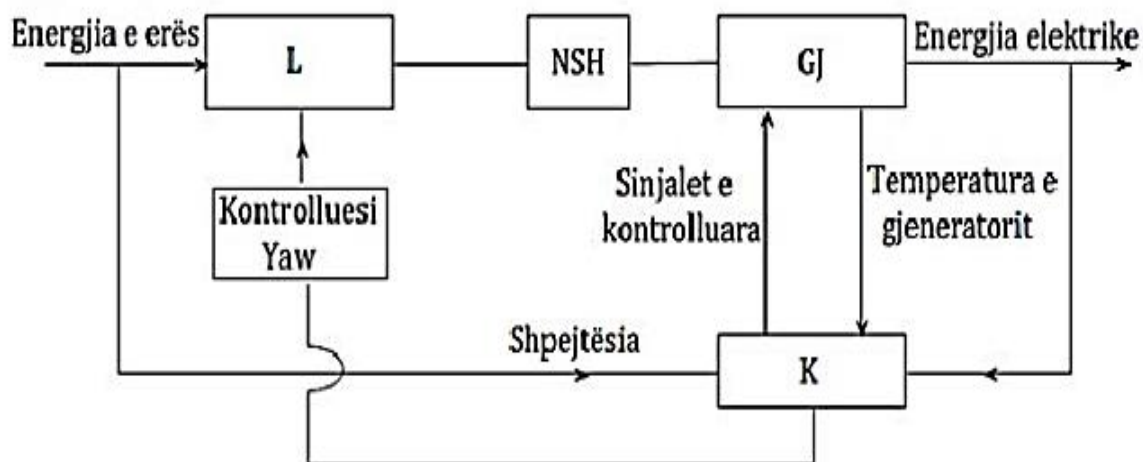 Energjia e erës
L
NSH
GJ
Energjia elektrike
Kontrolluesi
Yaw
Sinjalet e
kontrolluara
Temperatura e
gjeneratorit
Shpejtësia
K